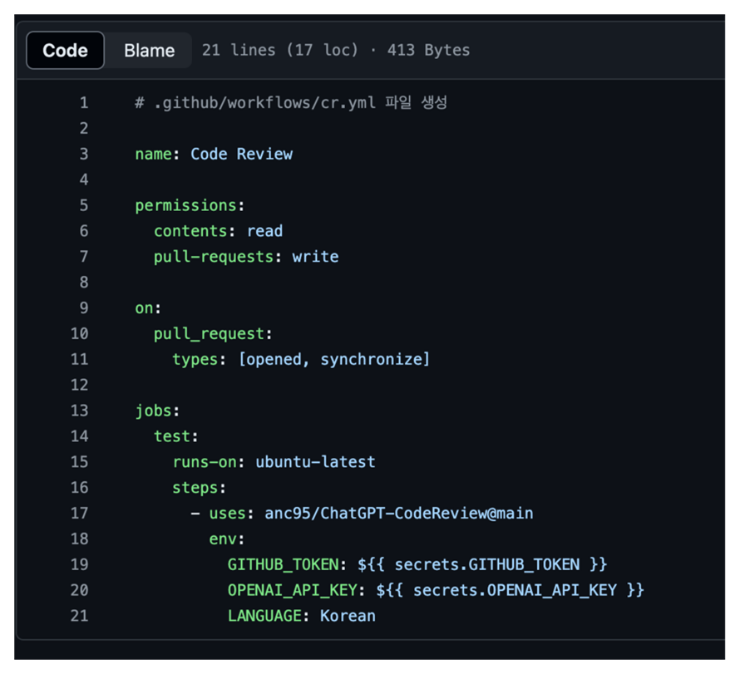 Code Blame 21 lines (17 loc) · 413 Bytes
1 # .github/workflows/cr.yml 파일 생성
2
3 name: Code Review
4
5 permissions:
6   contents: read
7   pull-requests: write
8
9 on:
10   pull_request:
11     types: [opened, synchronize]
12
13 jobs:
14   test:
15     runs-on: ubuntu-latest
16     steps:
17       - uses: anc95/ChatGPT-CodeReview@main
18         env:
19           GITHUB_TOKEN: ${{ secrets.GITHUB_TOKEN }}
20           OPENAI_API_KEY: ${{ secrets.OPENAI_API_KEY }}
21           LANGUAGE: Korean